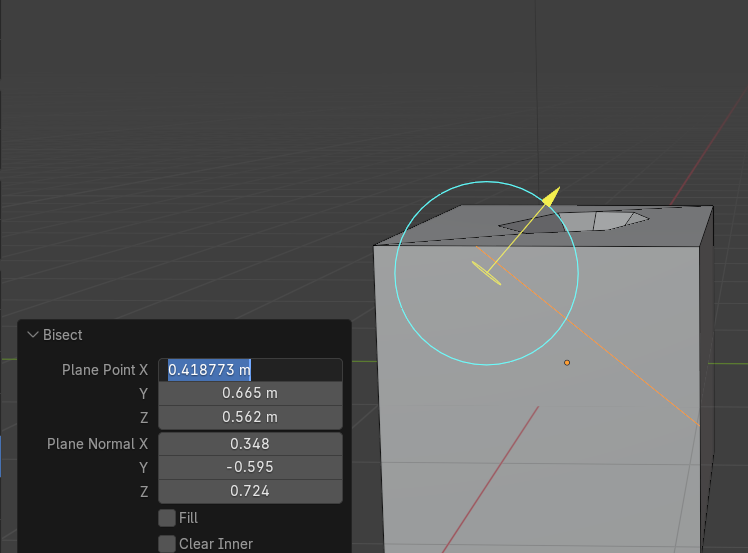 Bisect
Plane Point X 0.418773 m
Y 0.665 m
Z 0.562 m
Plane Normal X 0.348
Y -0.595
Z 0.724
Fill
Clear Inner